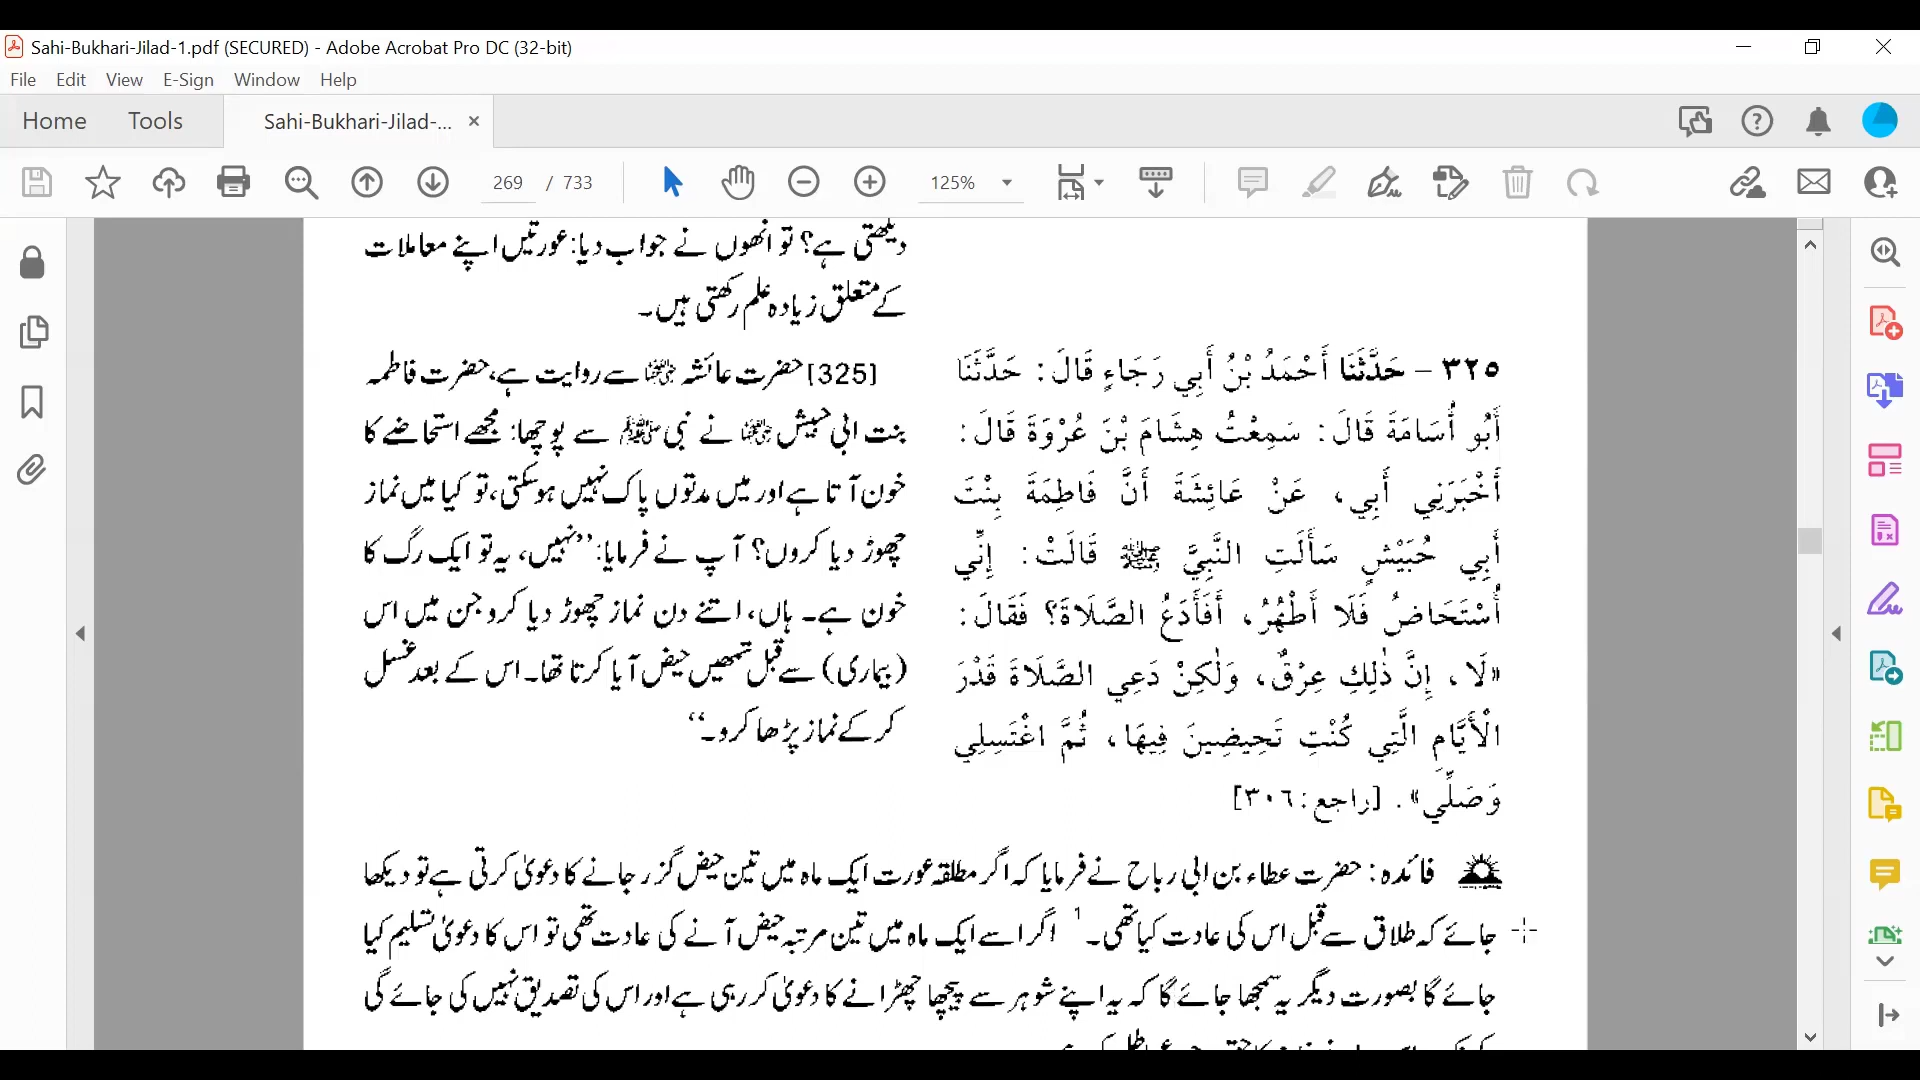 Sahi-Bukhari-Jilad-1.pdf (SECURED) - Adobe Acrobat Pro DC (32-bit)
File Edit View E-Sign Window Help
Home Tools Sahi-Bukhari-Jilad-... ×
269 / 733 125%
دیکھتی ہے؟ تو انھوں نے جواب دیا: عورتیں اپنے معاملات
کے متعلق زیادہ علم رکھتی ہیں۔
٣٢٥ - حَدَّثَنَا أَحْمَدُ بْنُ أَبِي رَجَاءٍ قَالَ: حَدَّثَنَا
أَبُو أُسَامَةَ قَالَ: سَمِعْتُ هِشَامَ بْنَ عُرْوَةَ قَالَ:
أَخْبَرَنِي أَبِي، عَنْ عَائِشَةَ أَنَّ فَاطِمَةَ بِنْتَ
أَبِي حُبَيْشٍ سَأَلَتِ النَّبِيَّ ﷺ قَالَتْ: إِنِّي
أُسْتَحَاضُ فَلَا أَطْهُرُ، أَفَأَدَعُ الصَّلَاةَ؟ فَقَالَ:
«لَا، إِنَّ ذٰلِكِ عِرْقٌ، وَلٰكِنْ دَعِي الصَّلَاةَ قَدْرَ
الْأَيَّامِ الَّتِي كُنْتِ تَحِيضِينَ فِيهَا، ثُمَّ اغْتَسِلِي
وَصَلِّي». [راجع: ٣٠٦]
[325] حضرت عائشہ ؓ سے روایت ہے، حضرت فاطمہ
بنت ابی حبیش ؓ نے نبی ﷺ سے پوچھا: مجھے استحاضے کا
خون آتا ہے اور میں مدتوں پاک نہیں ہو سکتی، تو کیا میں نماز
چھوڑ دیا کروں؟ آپ نے فرمایا: ’’نہیں، یہ تو ایک رگ کا
خون ہے۔ ہاں، اتنے دن نماز چھوڑ دیا کرو جن میں اس
(بیماری) سے قبل تمھیں حیض آیا کرتا تھا۔ اس کے بعد غسل
کر کے نماز پڑھا کرو۔‘‘
فائدہ: حضرت عطاء بن ابی رباح نے فرمایا کہ اگر مطلقہ عورت ایک ماہ میں تین حیض گزر جانے کا دعویٰ کرتی ہے تو دیکھا
جائے کہ طلاق سے قبل اس کی عادت کیا تھی۔1 اگر اسے ایک ماہ میں تین مرتبہ حیض آنے کی عادت تھی تو اس کا دعویٰ تسلیم کیا
جائے گا بصورت دیگر یہ سمجھا جائے گا کہ یہ اپنے شوہر سے پیچھا چھڑانے کا دعویٰ کر رہی ہے اور اس کی تصدیق نہیں کی جائے گی